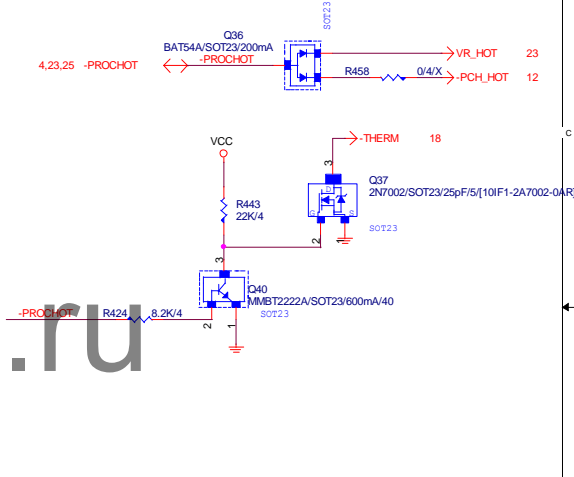 SOT23
Q36
BAT54A/SOT23/200mA
4,23,25 -PROCHOT
-PROCHOT
VR_HOT 23
R458 0/4/X
-PCH_HOT 12
C
VCC
-THERM 18
3
Q37
2N7002/SOT23/25pF/5/[10IF1-2A7002-0AR]
D
G S
SOT23
R443
22K/4
2 1
3
Q40
MMBT2222A/SOT23/600mA/40
SOT23
-PROCHOT R424 8.2K/4
2 1
.ru